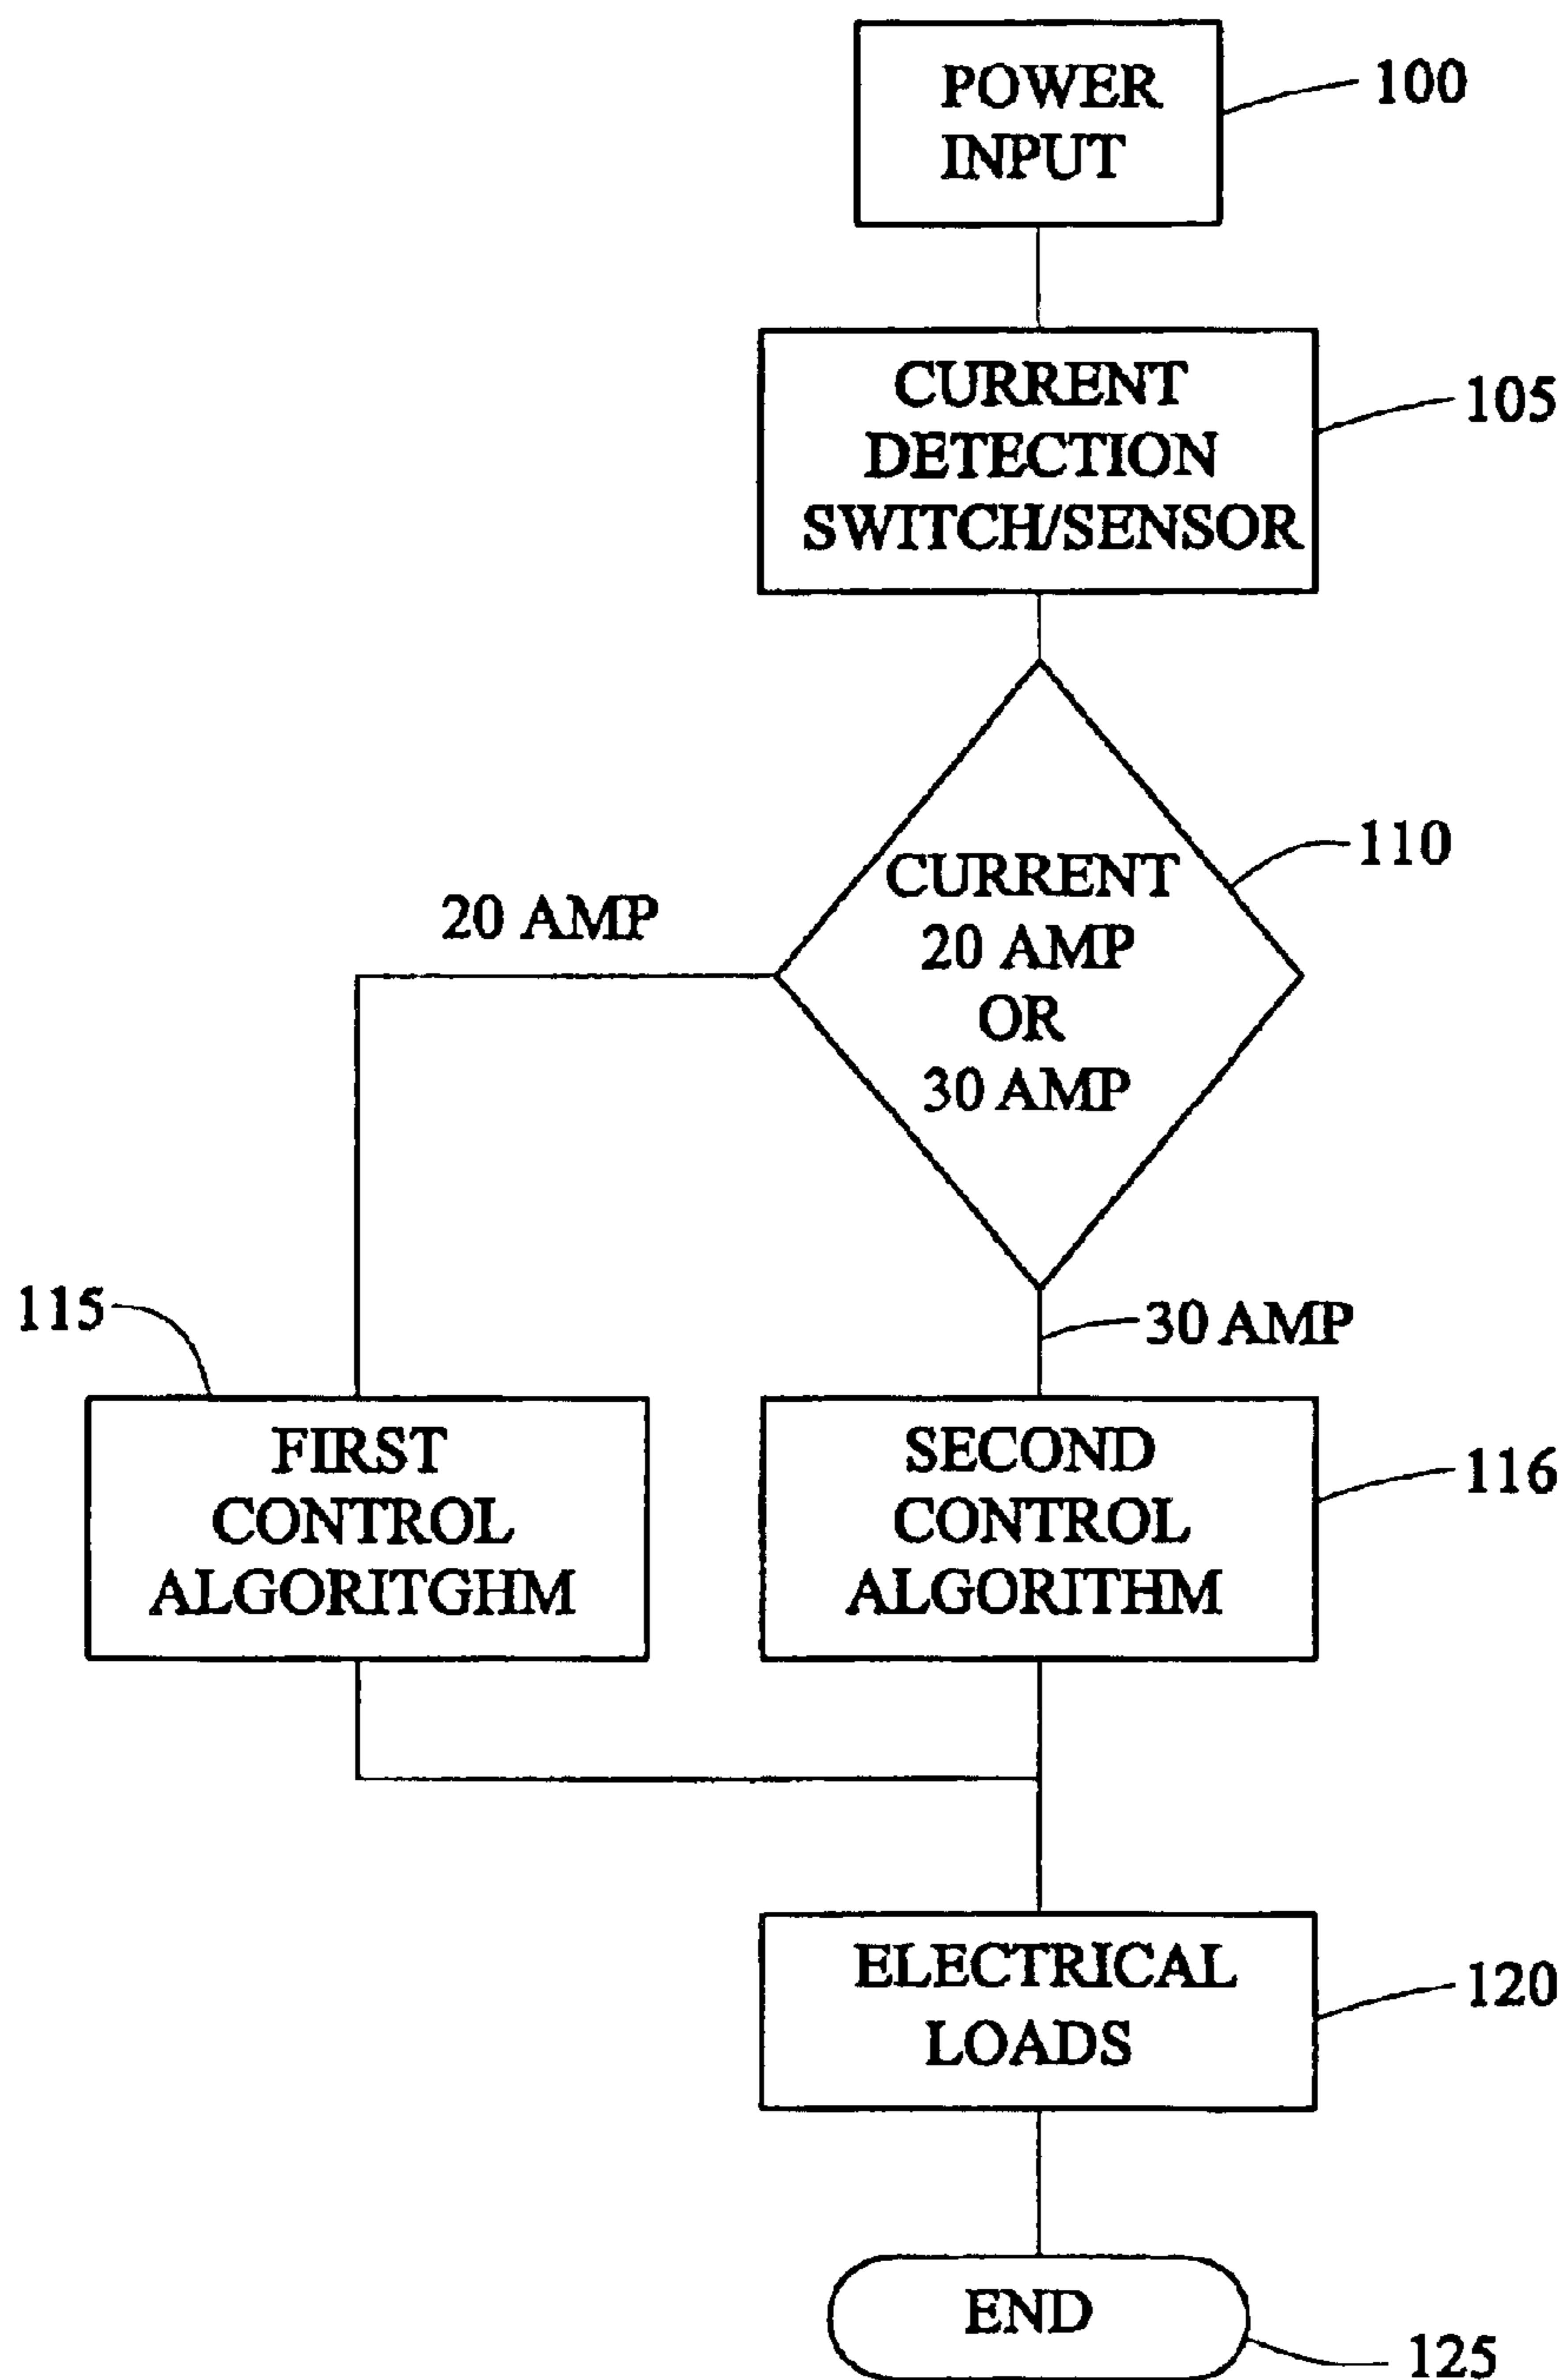 POWER
INPUT
100
CURRENT
DETECTION
SWITCH/SENSOR
105
CURRENT
20 AMP
OR
30 AMP
110
20 AMP
30 AMP
115
FIRST
CONTROL
ALGORITGHM
SECOND
CONTROL
ALGORITHM
116
ELECTRICAL
LOADS
120
END
125